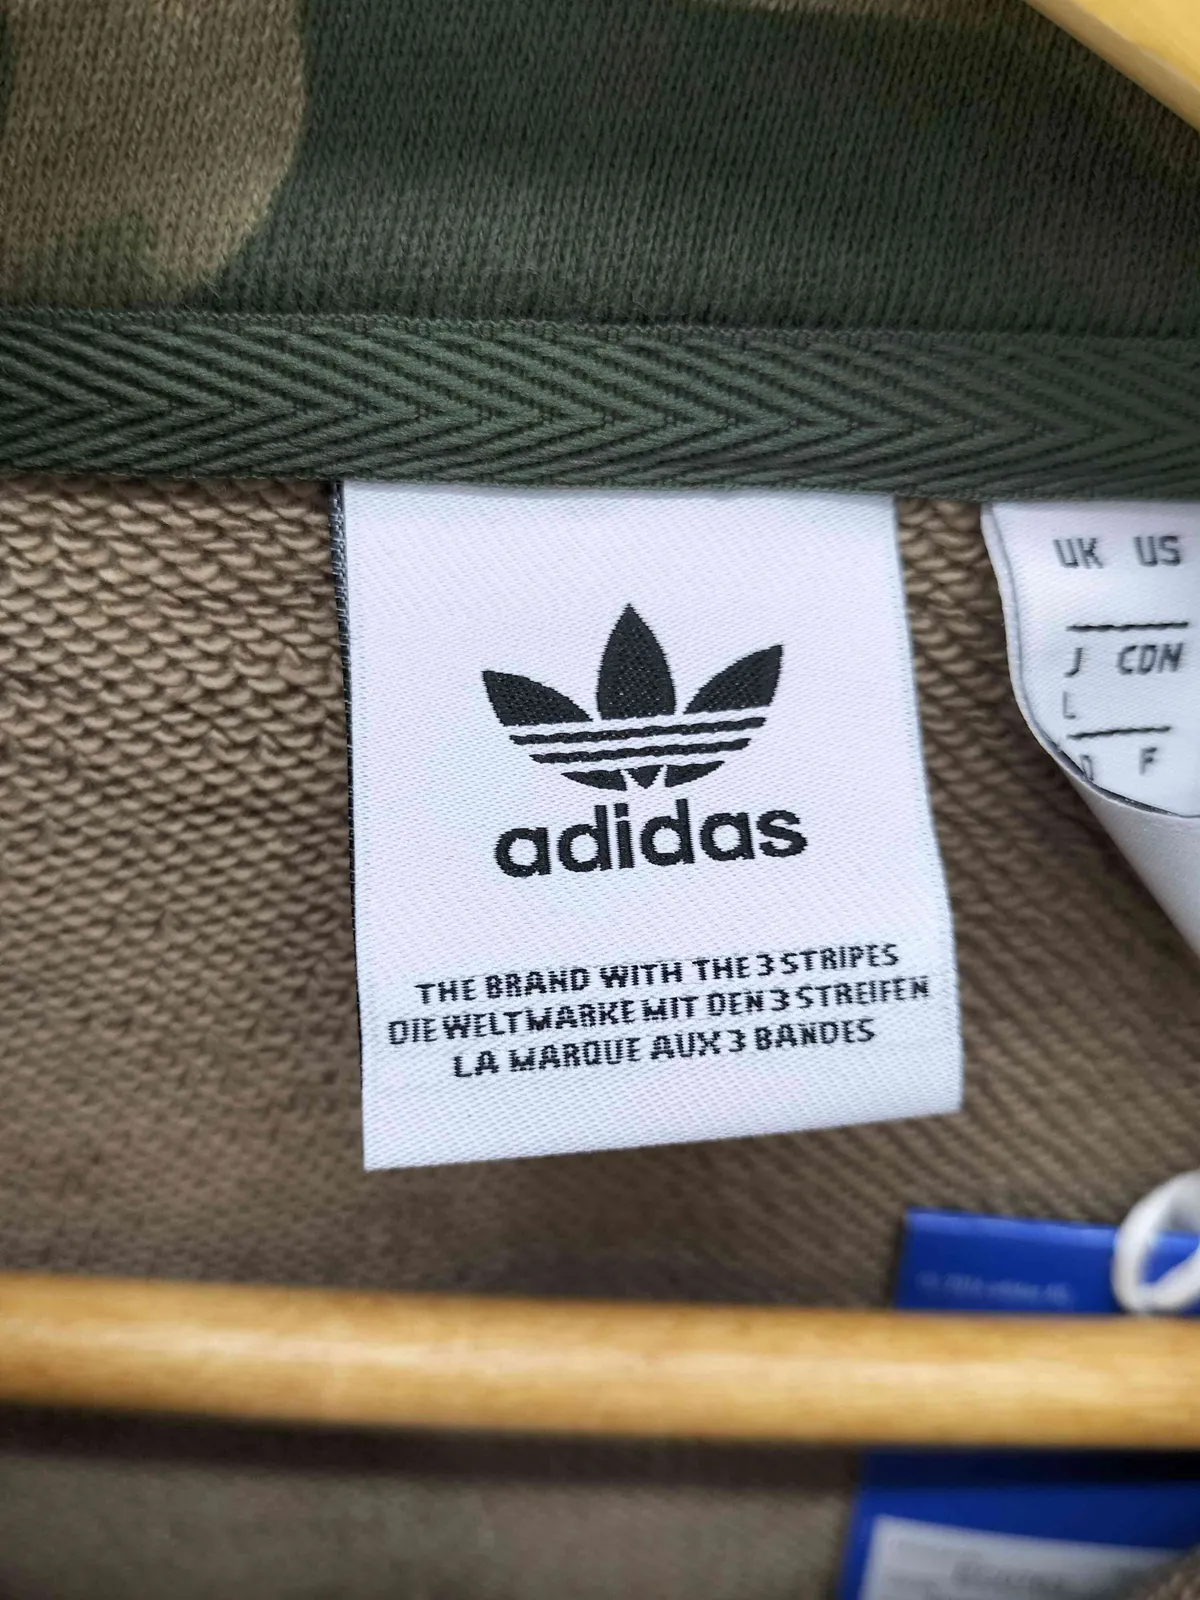 adidas
THE BRAND WITH THE 3 STRIPES
DIE WELTMARKE MIT DEN 3 STREIFEN
LA MARQUE AUX 3 BANDES
UK US
J CDN
L
F